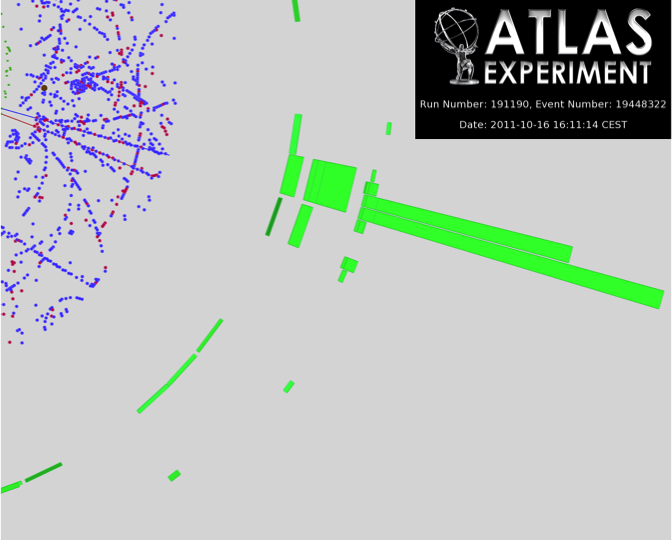 ATLAS
EXPERIMENT
Run Number: 191190, Event Number: 19448322
Date: 2011-10-16 16:11:14 CEST